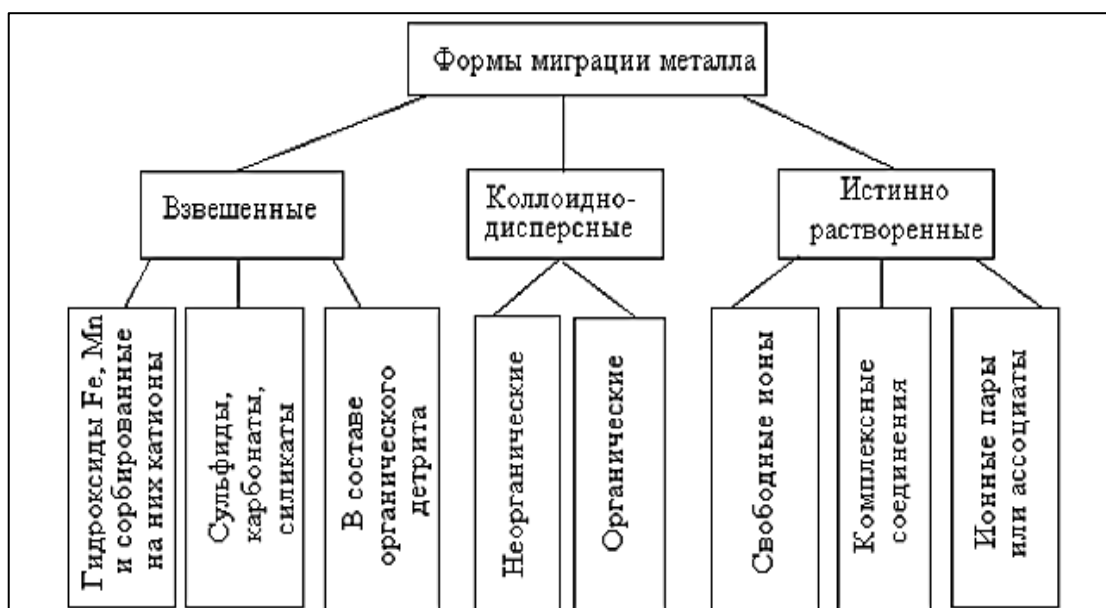 Формы миграции металла
Взвешенные
Коллоидно-
дисперсные
Истинно
растворенные
Гидроксиды Fe, Mn
и сорбированные
на них катионы
Сульфиды,
карбонаты,
силикаты
В составе
органического
детрита
Неорганические
Органические
Свободные ионы
Комплексные
соединения
Ионные пары
или ассоциаты